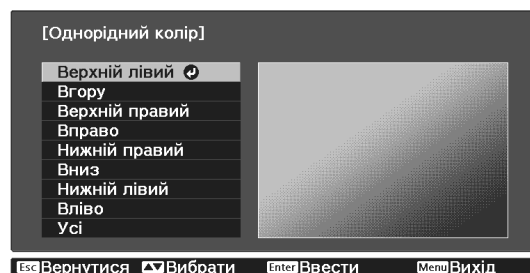 [Однорідний колір]
Верхній лівий
Вгору
Верхній правий
Вправо
Нижній правий
Вниз
Нижній лівий
Вліво
Усі
Esc Вернутися Вибрати Enter Ввести Menu Вихід